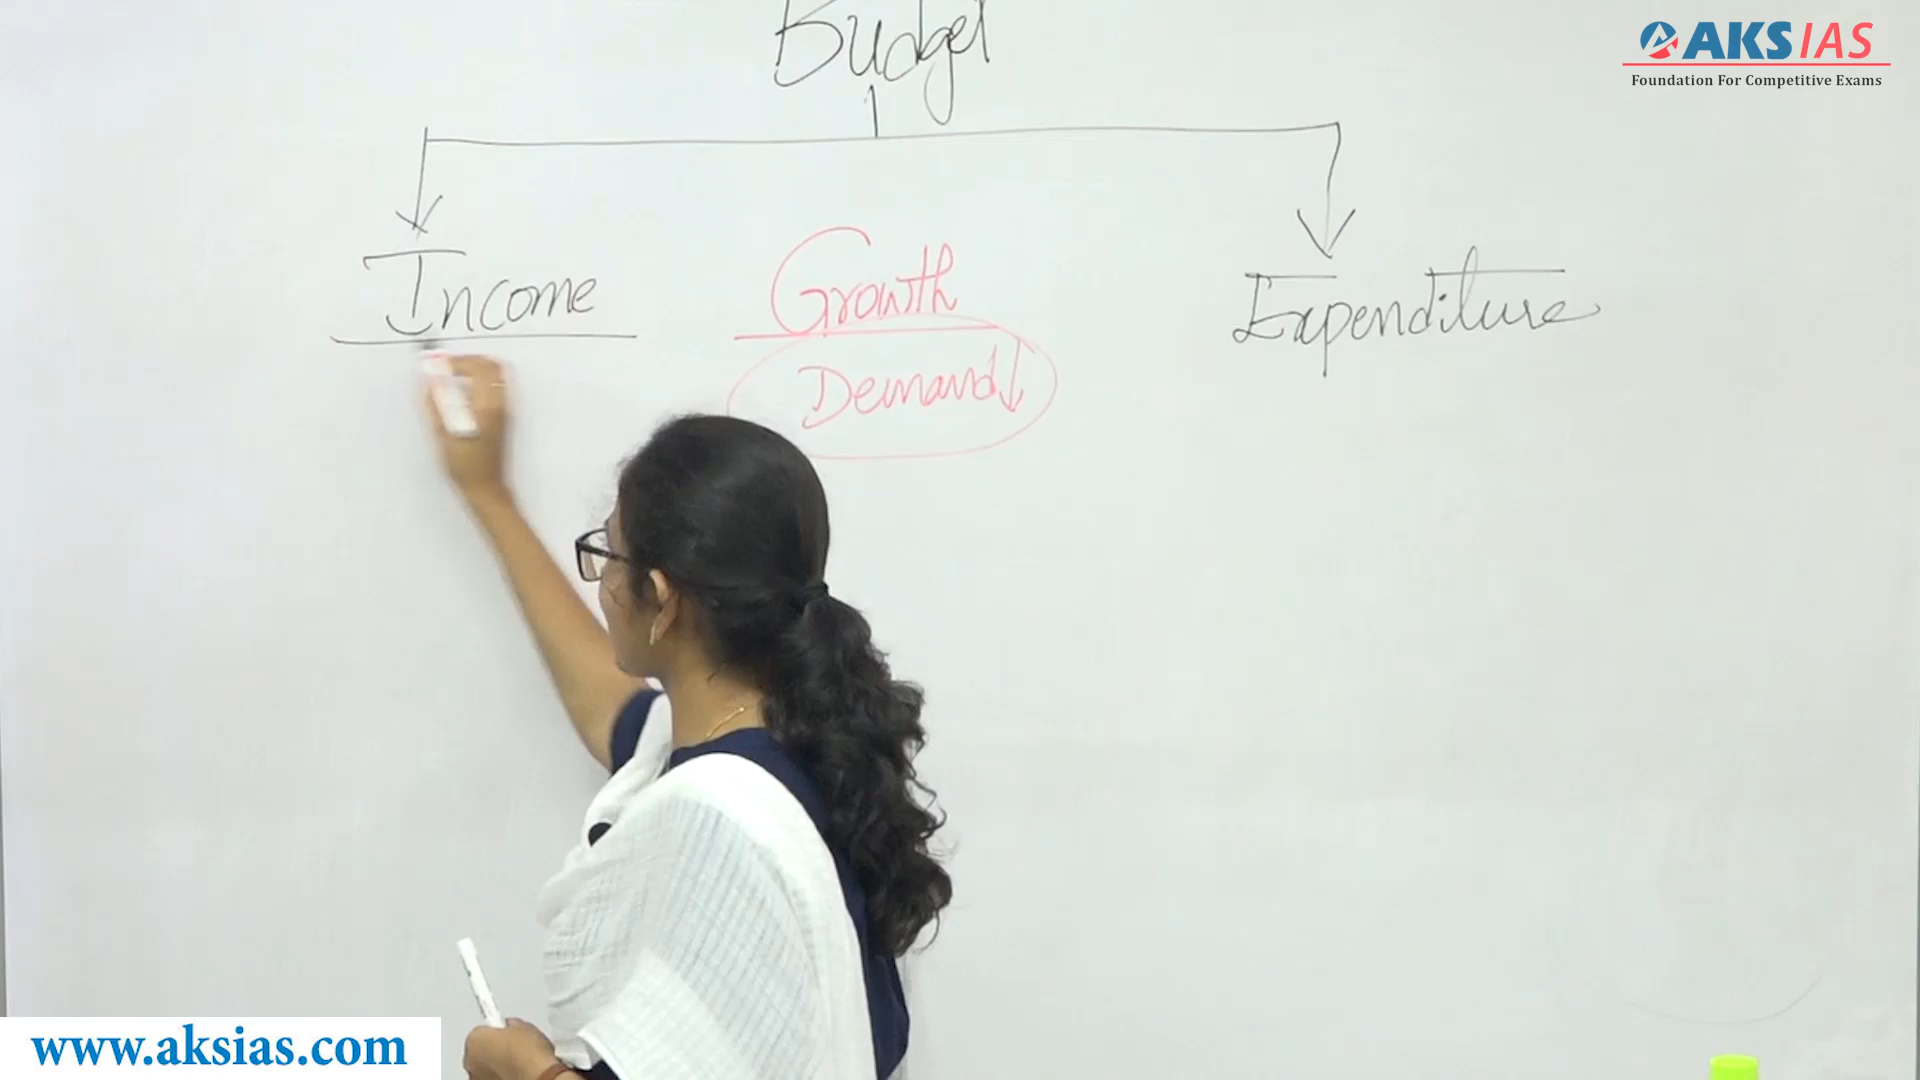 Budget
AKS IAS
Foundation For Competitive Exams
Income
Growth
Demand↓
Expenditure
www.aksias.com